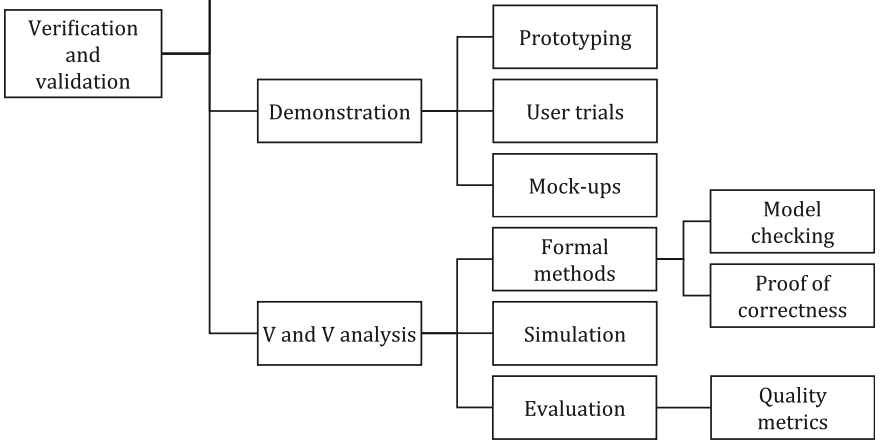 Verification
and
validation
Demonstration
Prototyping
User trials
Mock-ups
V and V analysis
Formal
methods
Model
checking
Proof of
correctness
Simulation
Evaluation
Quality
metrics